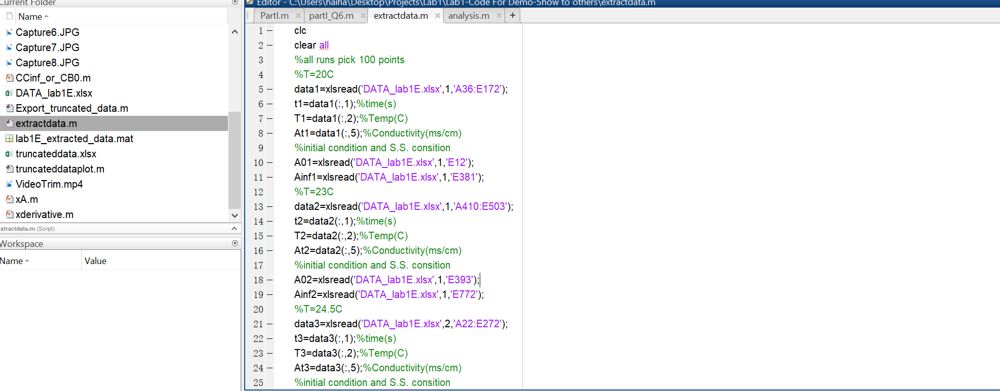 Current Folder
Name
Capture6.JPG
Capture7.JPG
Capture8.JPG
CCinf_or_CB0.m
DATA_lab1E.xlsx
Export_truncated_data.m
extractdata.m
lab1E_extracted_data.mat
truncateddata.xlsx
truncateddataplot.m
VideoTrim.mp4
xA.m
xderivative.m
xtractdata.m (Script)
Workspace
Name Value
Editor - C:\Users\haiha\Desktop\Projects\Lab1\Lab1-Code For Demo-Show to others\extractdata.m
PartI.m partI_Q6.m extractdata.m analysis.m +
1 clc
2 clear all
3 %all runs pick 100 points
4 %T=20C
5 data1=xlsread('DATA_lab1E.xlsx',1,'A36:E172');
6 t1=data1(:,1);%time(s)
7 T1=data1(:,2);%Temp(C)
8 At1=data1(:,5);%Conductivity(ms/cm)
9 %initial condition and S.S. consition
10 A01=xlsread('DATA_lab1E.xlsx',1,'E12');
11 Ainf1=xlsread('DATA_lab1E.xlsx',1,'E381');
12 %T=23C
13 data2=xlsread('DATA_lab1E.xlsx',1,'A410:E503');
14 t2=data2(:,1);%time(s)
15 T2=data2(:,2);%Temp(C)
16 At2=data2(:,5);%Conductivity(ms/cm)
17 %initial condition and S.S. consition
18 A02=xlsread('DATA_lab1E.xlsx',1,'E393');
19 Ainf2=xlsread('DATA_lab1E.xlsx',1,'E772');
20 %T=24.5C
21 data3=xlsread('DATA_lab1E.xlsx',2,'A22:E272');
22 t3=data3(:,1);%time(s)
23 T3=data3(:,2);%Temp(C)
24 At3=data3(:,5);%Conductivity(ms/cm)
25 %initial condition and S.S. consition